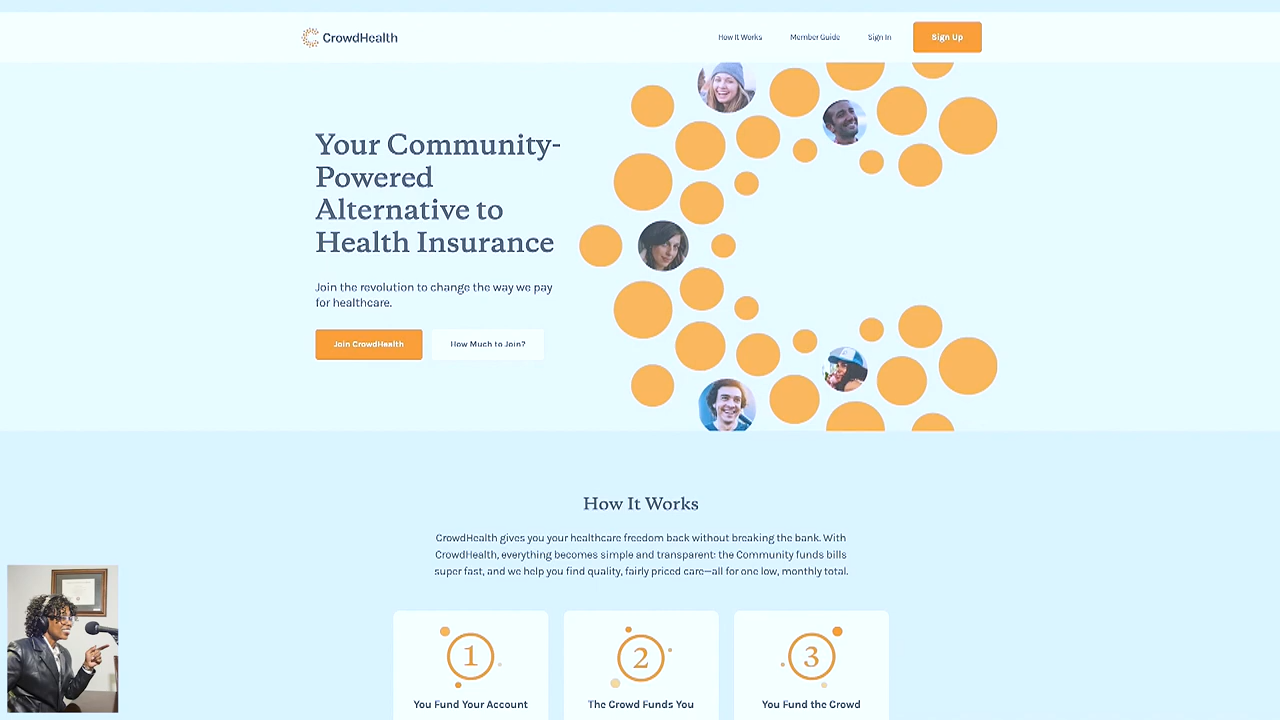 CrowdHealth
How It Works
Member Guide
Sign In
Sign Up
Your Community-
Powered
Alternative to
Health Insurance
Join the revolution to change the way we pay
for healthcare.
Join CrowdHealth
How Much to Join?
How It Works
CrowdHealth gives you your healthcare freedom back without breaking the bank. With
CrowdHealth, everything becomes simple and transparent: the Community funds bills
super fast, and we help you find quality, fairly priced care—all for one low, monthly total.
1
2
3
You Fund Your Account
The Crowd Funds You
You Fund the Crowd